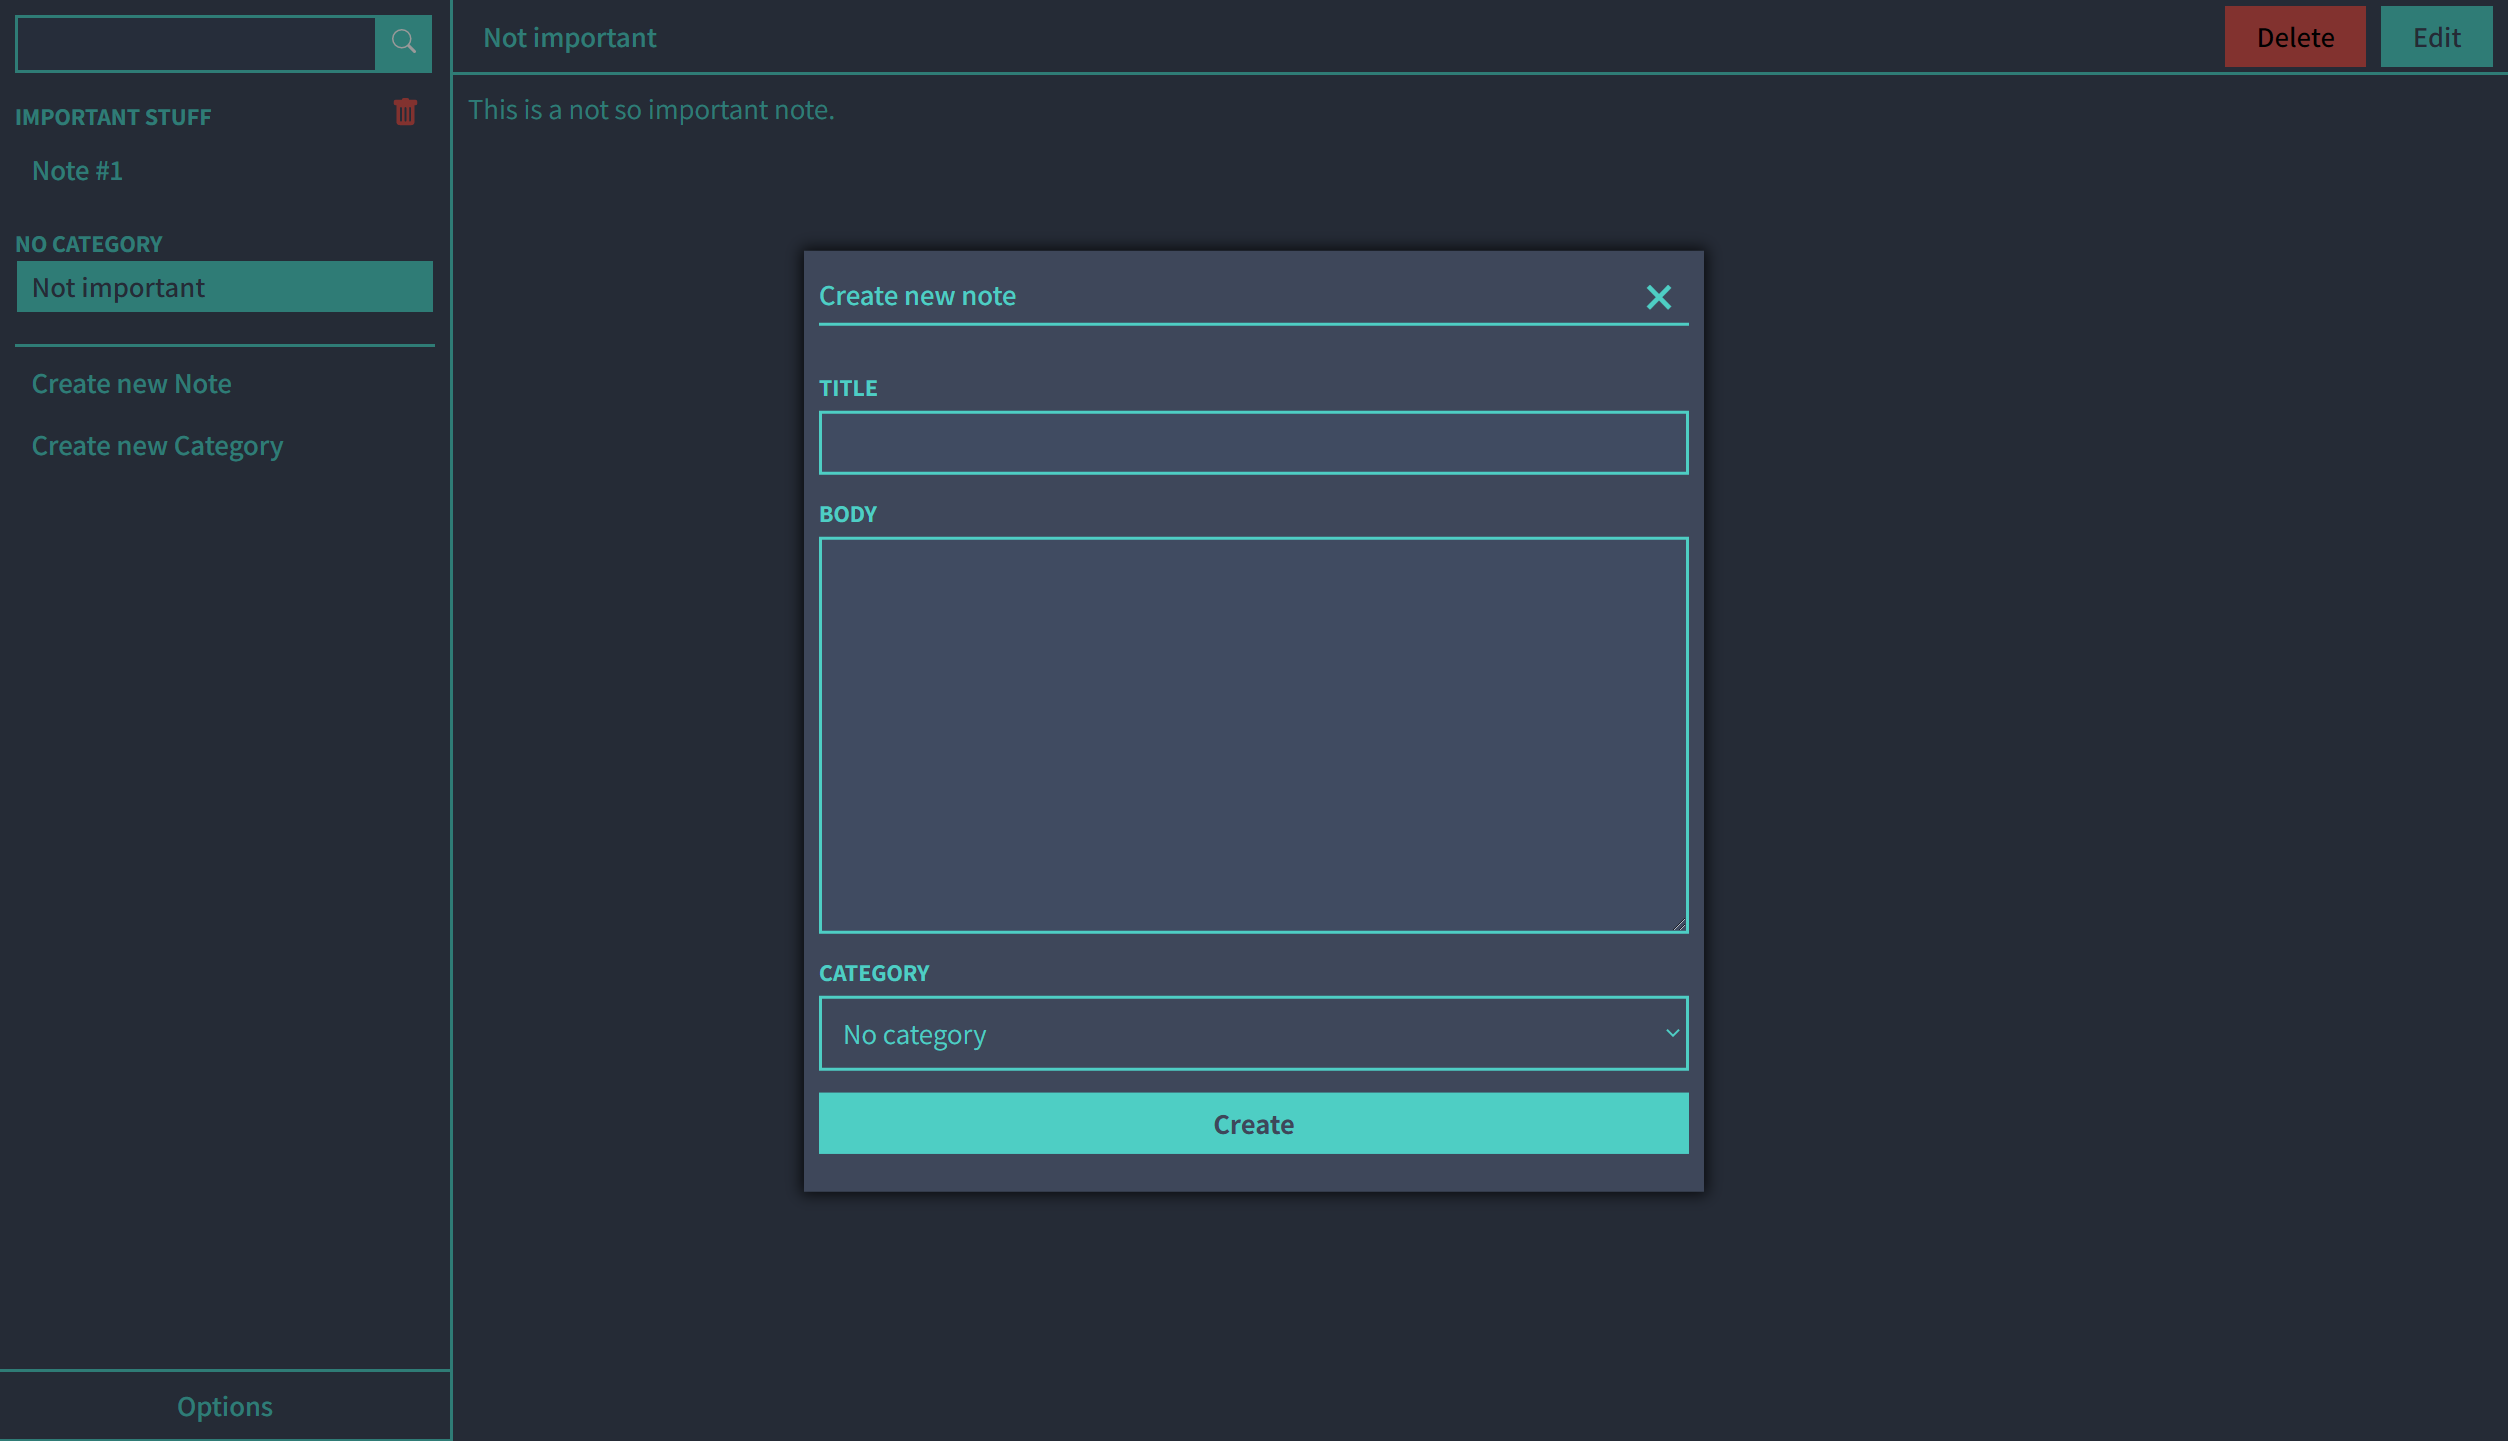 IMPORTANT STUFF
Note #1
NO CATEGORY
Not important
Create new Note
Create new Category
Options
Not important
Delete
Edit
This is a not so important note.
Create new note
TITLE
BODY
CATEGORY
No category
Create